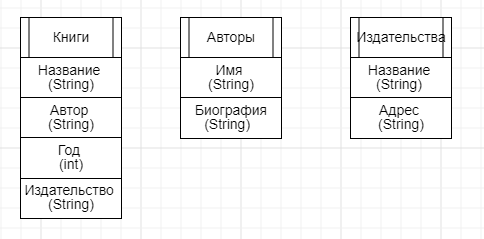 Книги
Название
(String)
Автор
(String)
Год
(int)
Издательство
(String)
Авторы
Имя
(String)
Биография
(String)
Издательства
Название
(String)
Адрес
(String)